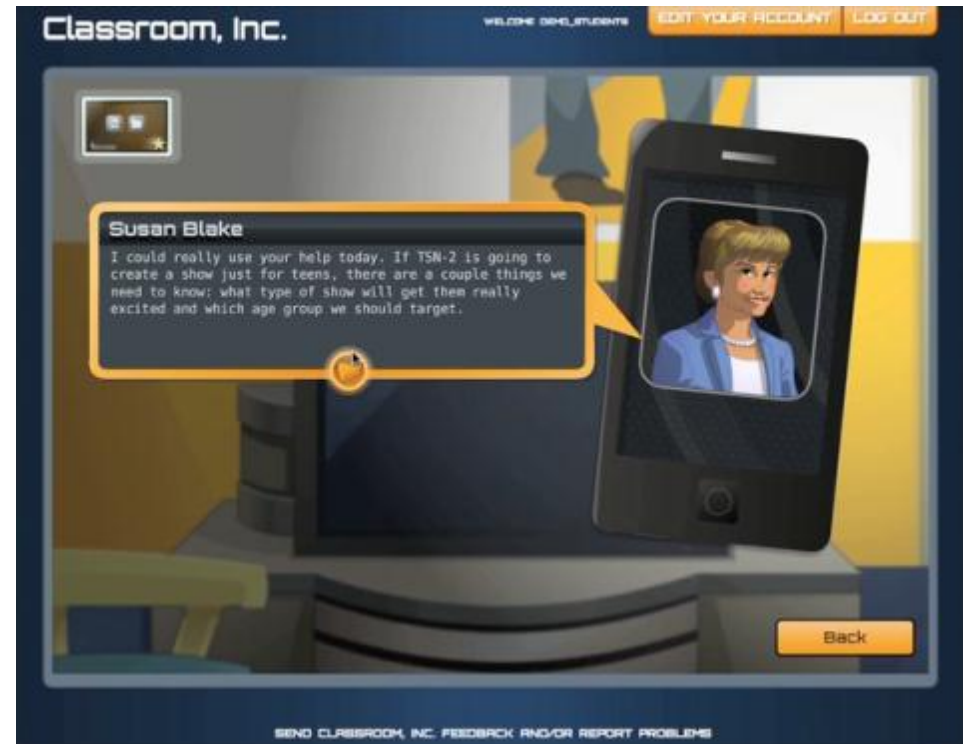 Classroom, Inc.
WELCOME DEMO_STUDENTS
EDIT YOUR ACCOUNT
LOG OUT
Susan Blake
I could really use your help today. If TSN-2 is going to
create a show just for teens, there are a couple things we
need to know: what type of show will get them really
excited and which age group we should target.
Back
SEND CLASSROOM, INC. FEEDBACK AND/OR REPORT PROBLEMS